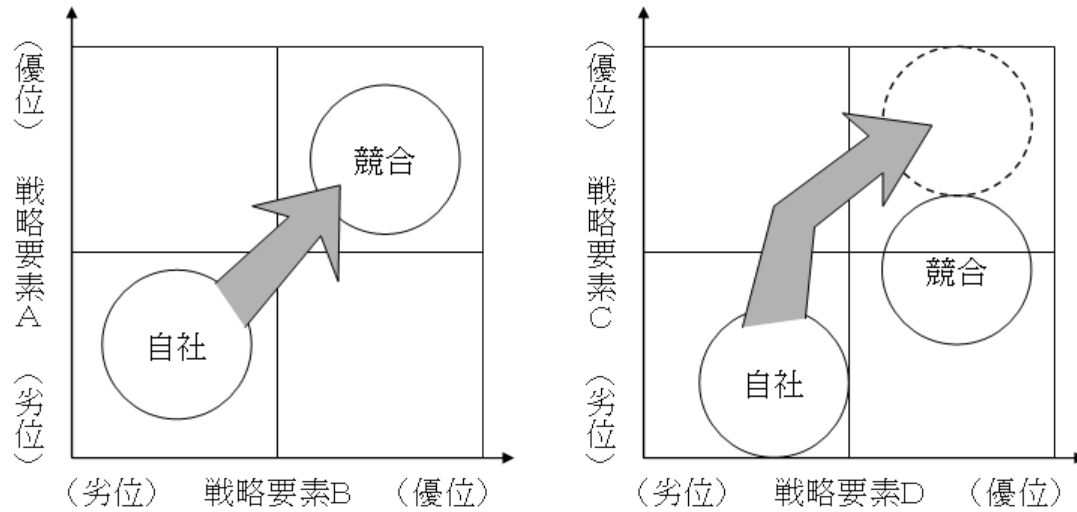 (優位)
戦略要素A
(劣位)
競合
自社
(劣位) 戦略要素B (優位)
(優位)
戦略要素C
(劣位)
競合
自社
(劣位) 戦略要素D (優位)